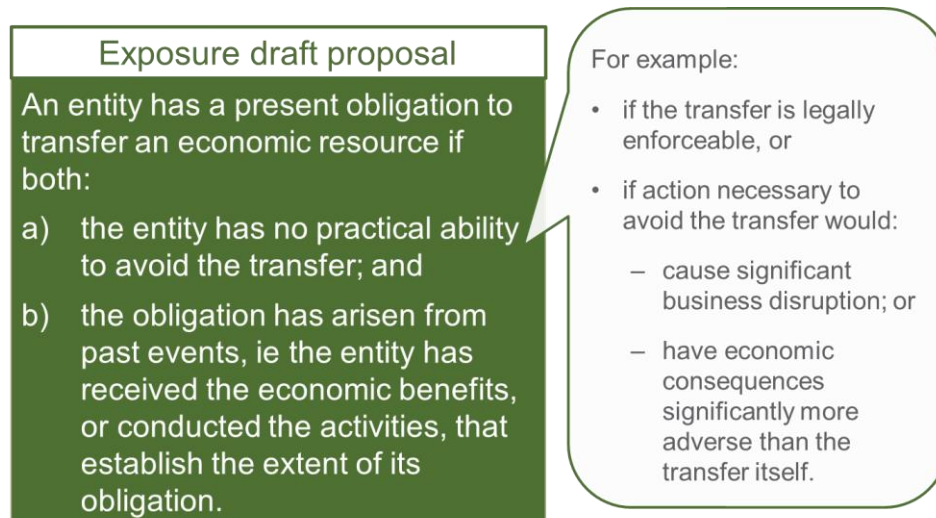 Exposure draft proposal
An entity has a present obligation to
transfer an economic resource if
both:
a) the entity has no practical ability
to avoid the transfer; and
b) the obligation has arisen from
past events, ie the entity has
received the economic benefits,
or conducted the activities, that
establish the extent of its
obligation.
For example:
• if the transfer is legally
enforceable, or
• if action necessary to
avoid the transfer would:
– cause significant
business disruption; or
– have economic
consequences
significantly more
adverse than the
transfer itself.